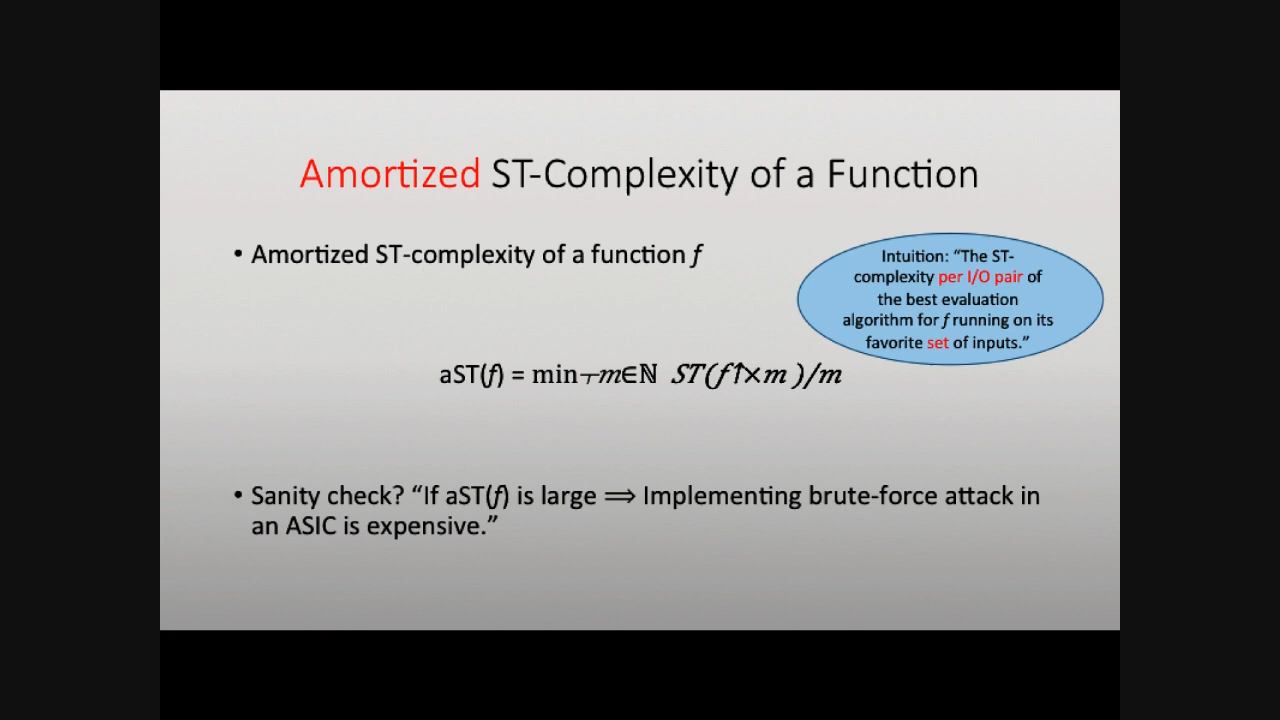 Amortized ST-Complexity of a Function
• Amortized ST-complexity of a function f
Intuition: “The ST-
complexity per I/O pair of
the best evaluation
algorithm for f running on its
favorite set of inputs.”
aST(f) = min┬m∈ℕ ST(f↑×m )/m
• Sanity check? “If aST(f) is large ⟹ Implementing brute-force attack in
an ASIC is expensive.”